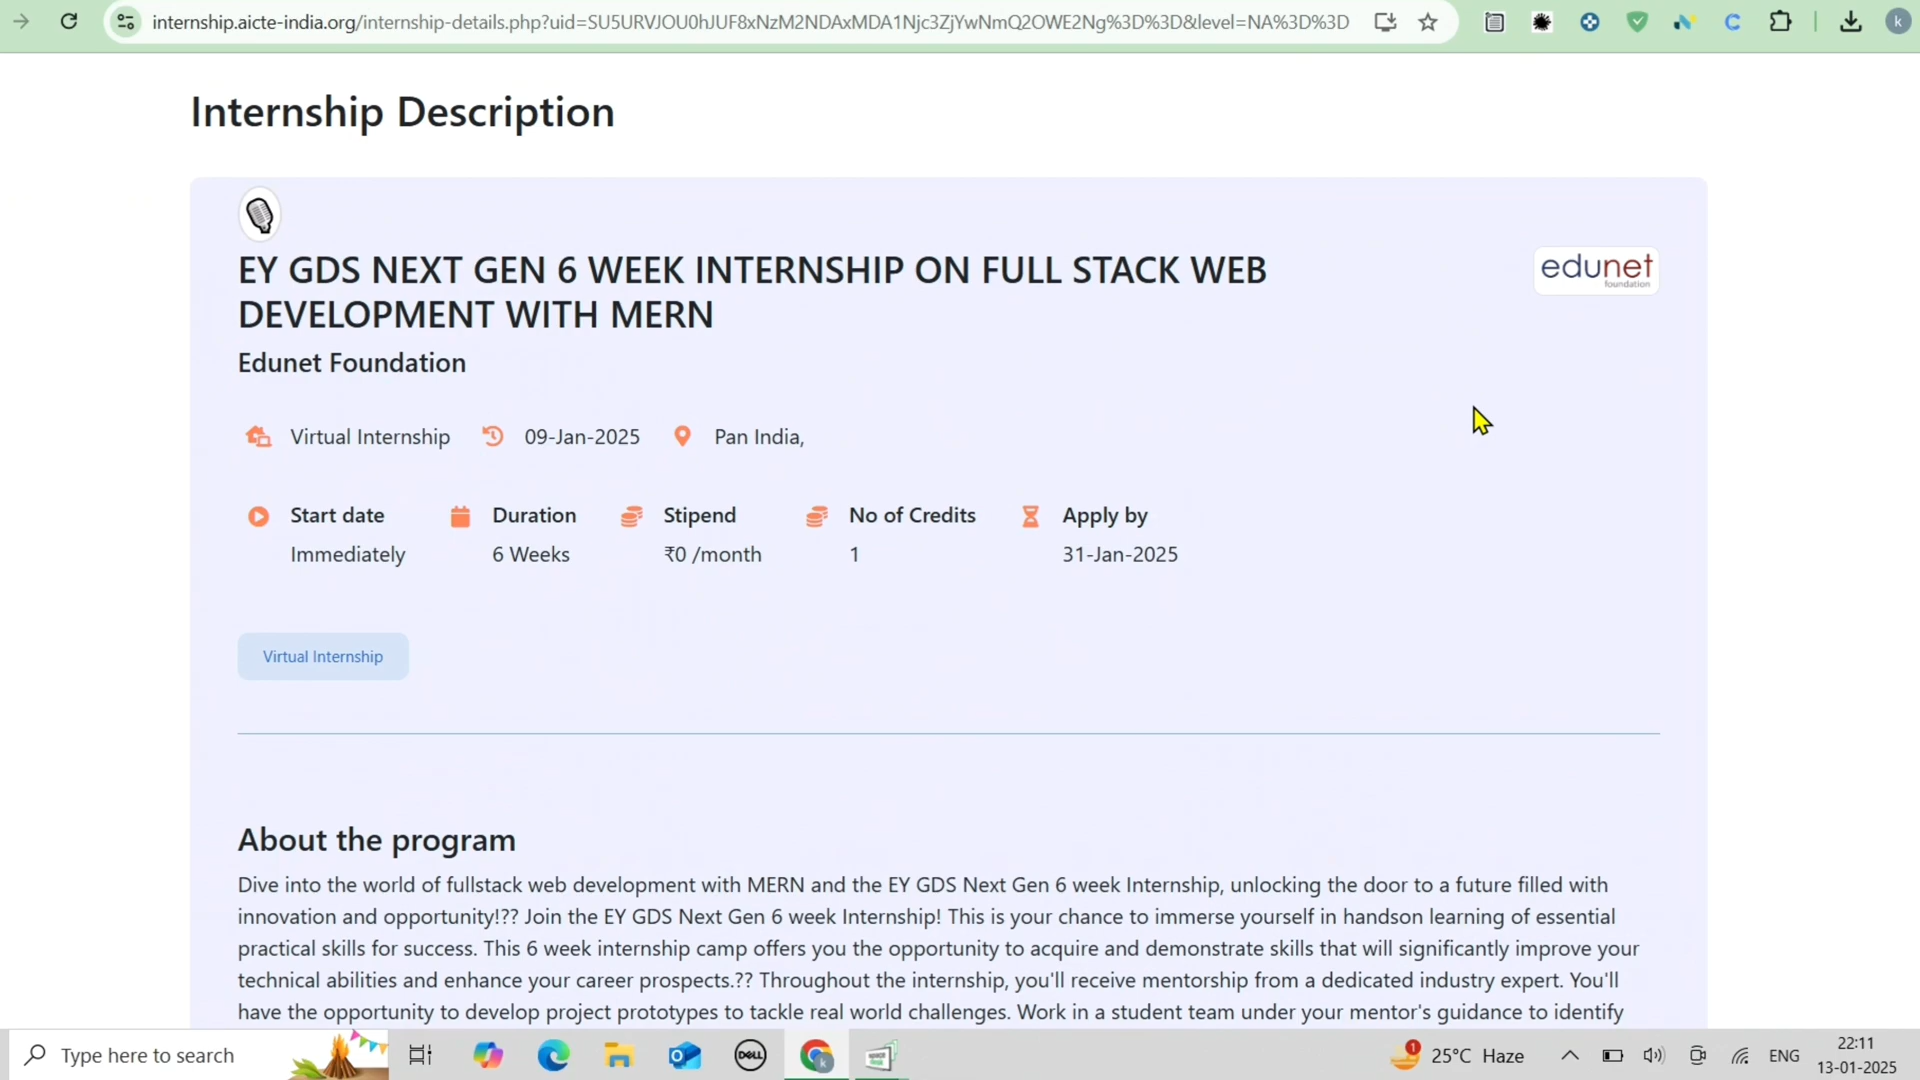 internship.aicte-india.org/internship-details.php?uid=SU5URVJOU0hJUF8xNzM2NDAxMDA1Njc3ZjYwNmQ2OWE2Ng%3D%3D&level=NA%3D%3D
k
Internship Description
EY GDS NEXT GEN 6 WEEK INTERNSHIP ON FULL STACK WEB
DEVELOPMENT WITH MERN
edunet
foundation
Edunet Foundation
Virtual Internship 09-Jan-2025 Pan India,
Start date Duration Stipend No of Credits Apply by
Immediately 6 Weeks ₹0 /month 1 31-Jan-2025
Virtual Internship
About the program
Dive into the world of fullstack web development with MERN and the EY GDS Next Gen 6 week Internship, unlocking the door to a future filled with
innovation and opportunity!?? Join the EY GDS Next Gen 6 week Internship! This is your chance to immerse yourself in handson learning of essential
practical skills for success. This 6 week internship camp offers you the opportunity to acquire and demonstrate skills that will significantly improve your
technical abilities and enhance your career prospects.?? Throughout the internship, you'll receive mentorship from a dedicated industry expert. You'll
have the opportunity to develop project prototypes to tackle real world challenges. Work in a student team under your mentor's guidance to identify
Type here to search
DELL
1
25°C Haze
ENG
22:11
13-01-2025